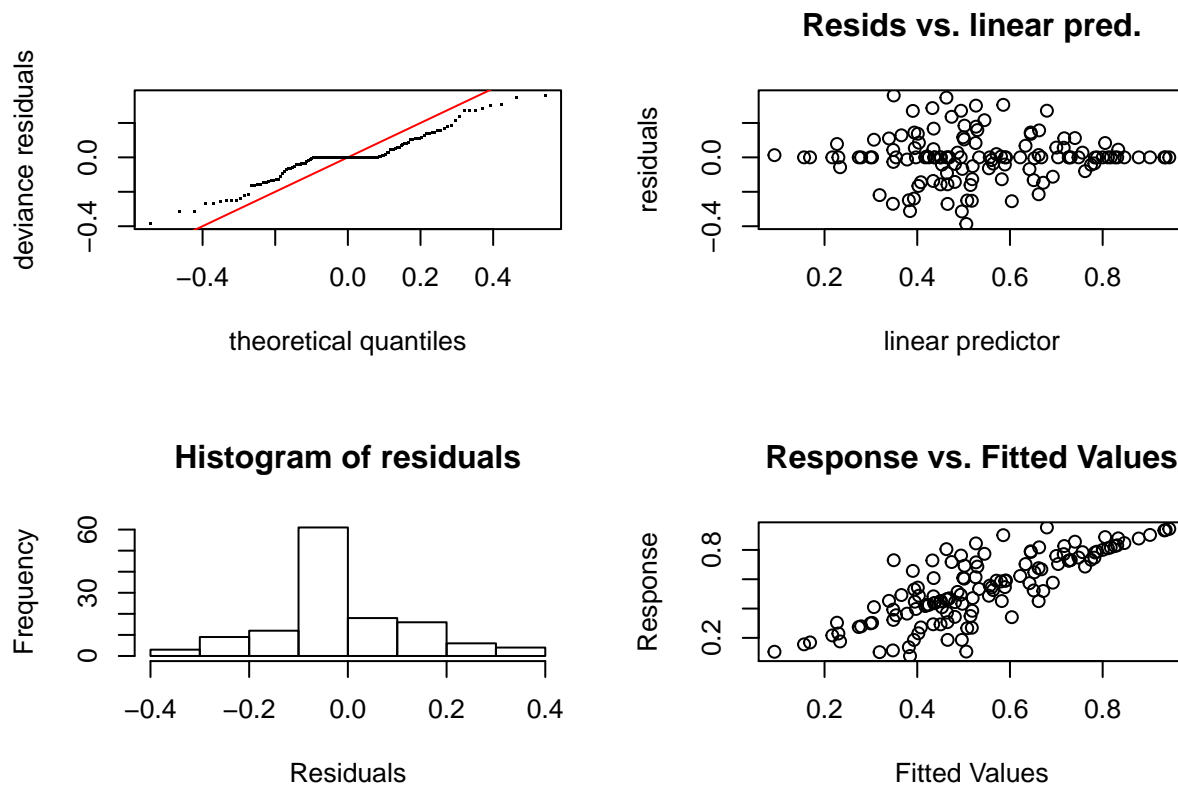 deviance residuals
0.0
−0.4
−0.4
0.0
0.4
theoretical quantiles
Resids vs. linear pred.
residuals
0.0
−0.4
0.2
0.4
0.6
0.8
linear predictor
Histogram of residuals
Frequency
60
30
0
−0.4
−0.2
0.0
0.2
0.4
Residuals
Response vs. Fitted Values
Response
0.8
0.2
0.2
0.4
0.6
0.8
Fitted Values